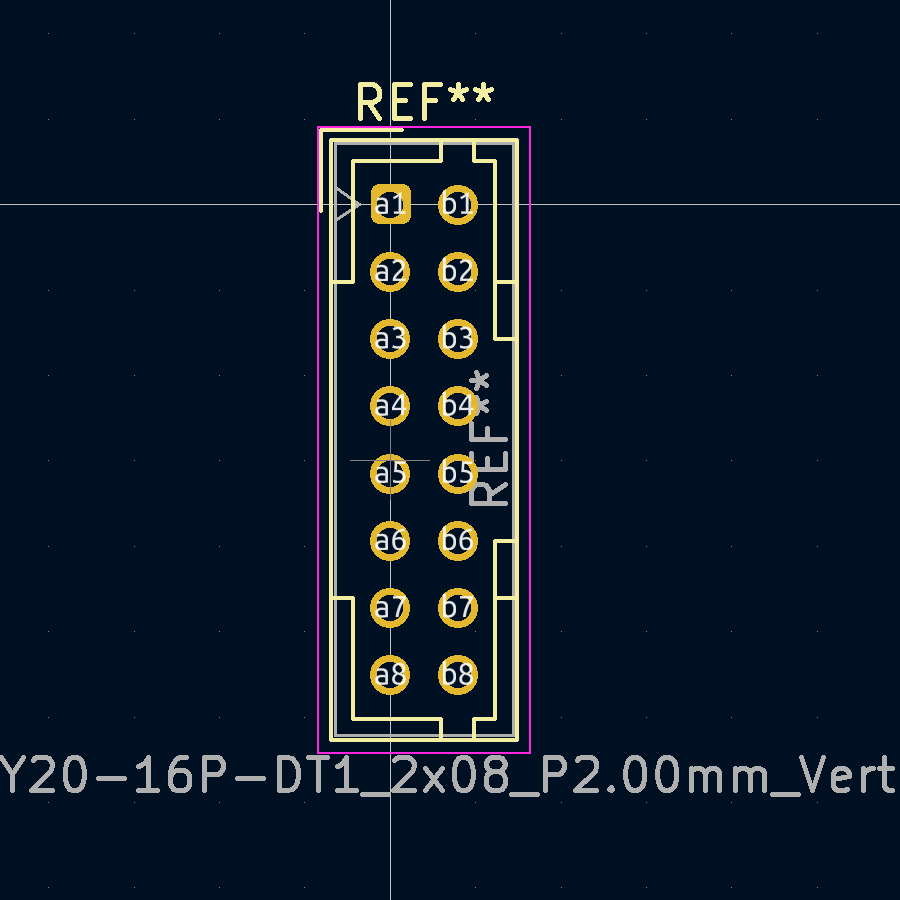 REF**
a1 b1
a2 b2
a3 b3
a4 b4
a5 b5
a6 b6
a7 b7
a8 b8
REF**
Y20-16P-DT1_2x08_P2.00mm_Vert